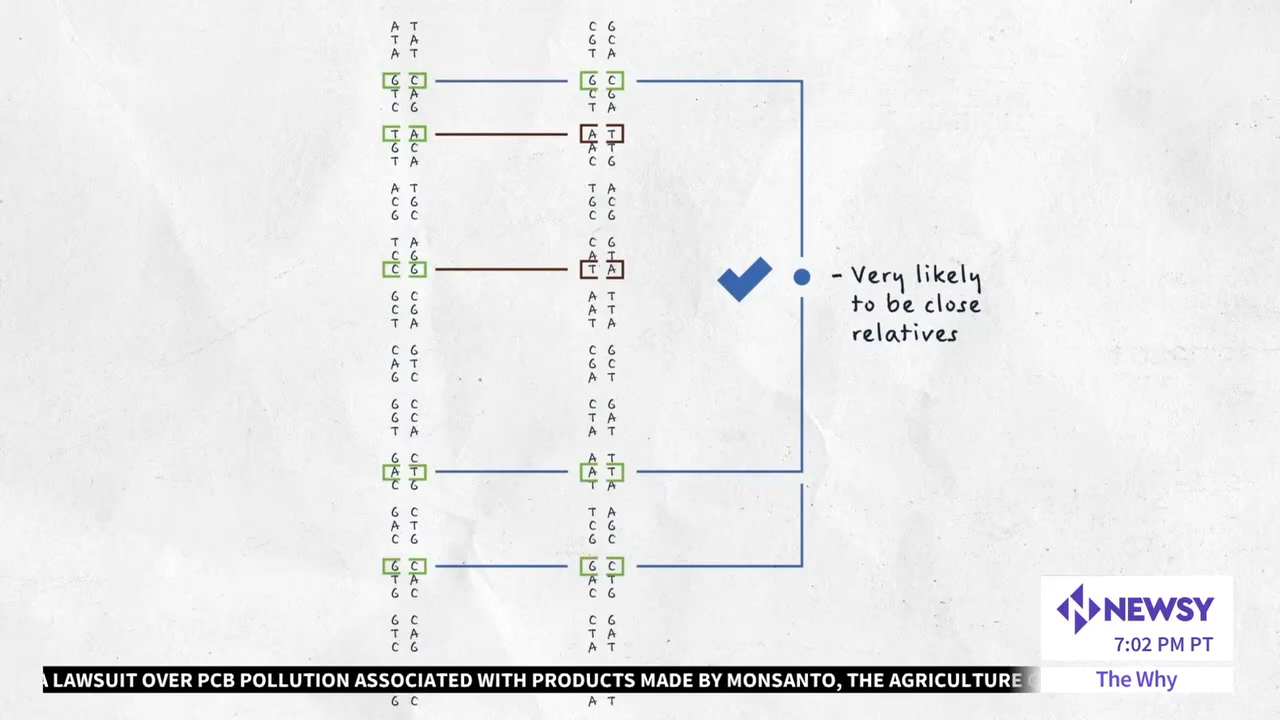 A T C G
T A G C
A T T A
G C G C
T A C G
C G T A
T A A T
G C A T
T A C G
A T T A
C G G C
G C C G
T A C G
C G A T
C G T A
- Very likely
to be close
relatives
G C A T
C G A T
T A T A
C G C G
A T G C
G C A T
G C C G
G C T A
T A A T
G C A T
A T A T
C G T A
G C T A
A T C G
C G G C
G C G C
T A A T
G C C G
G C C G
T A T A
C G A T
NEWSY
7:02 PM PT
A LAWSUIT OVER PCB POLLUTION ASSOCIATED WITH PRODUCTS MADE BY MONSANTO, THE AGRICULTURE
The Why
G C A T